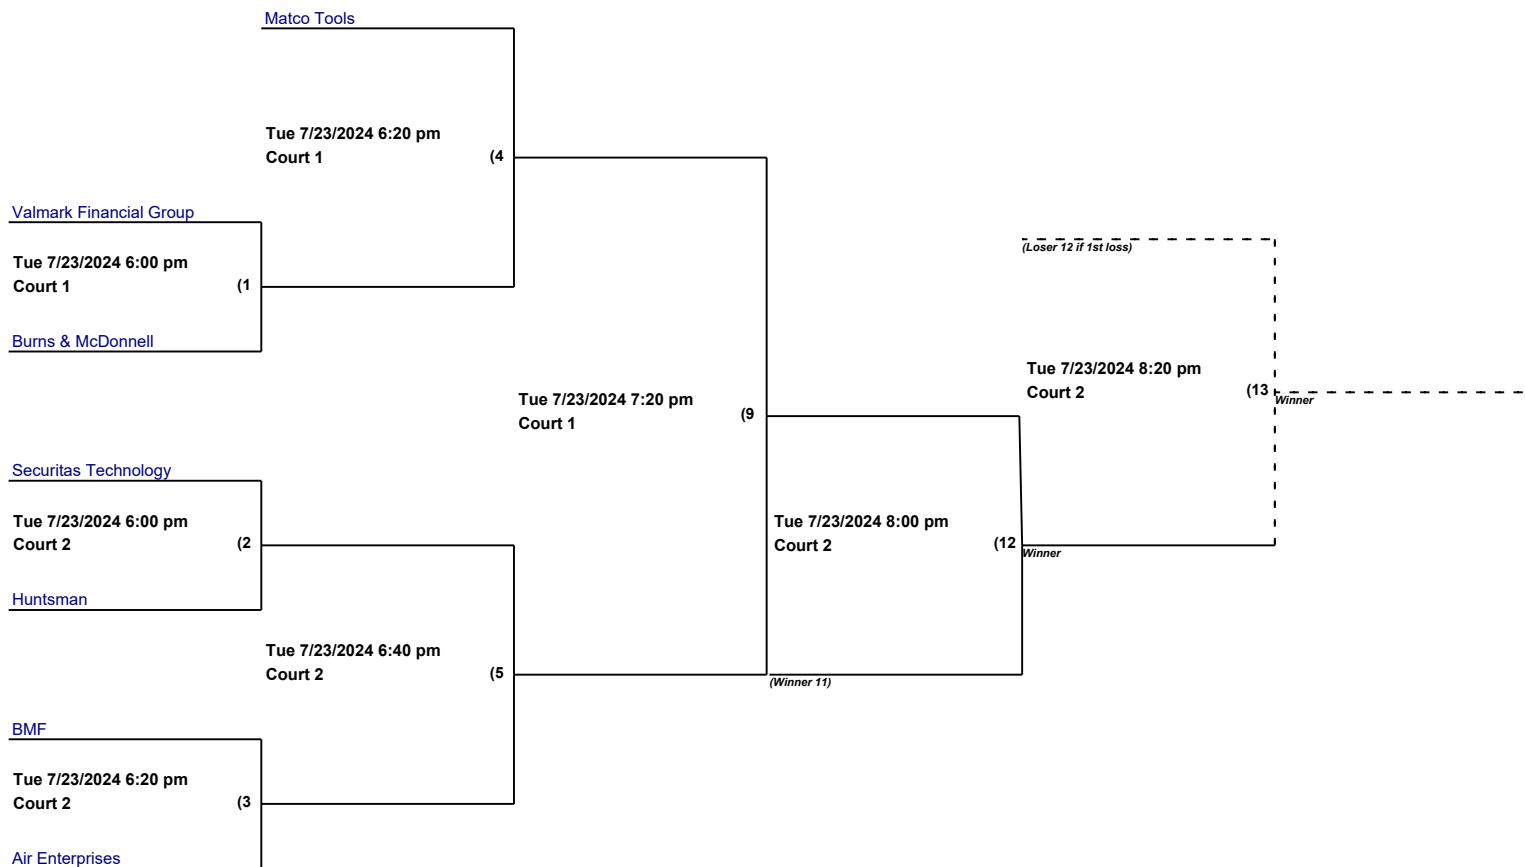 Matco Tools
Tue 7/23/2024 6:20 pm
Court 1
(4
Valmark Financial Group
Tue 7/23/2024 6:00 pm
Court 1
(1
Burns & McDonnell
(Loser 12 if 1st loss)
Tue 7/23/2024 8:20 pm
Court 2
(13
Winner
Tue 7/23/2024 7:20 pm
Court 1
(9
Securitas Technology
Tue 7/23/2024 6:00 pm
Court 2
(2
Huntsman
Tue 7/23/2024 8:00 pm
Court 2
(12
Winner
Tue 7/23/2024 6:40 pm
Court 2
(5
(Winner 11)
BMF
Tue 7/23/2024 6:20 pm
Court 2
(3
Air Enterprises